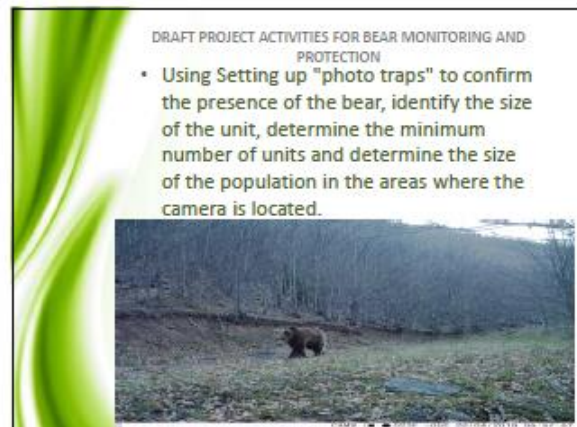 DRAFT PROJECT ACTIVITIES FOR BEAR MONITORING AND
PROTECTION
• Using Setting up "photo traps" to confirm
the presence of the bear, identify the size
of the unit, determine the minimum
number of units and determine the size
of the population in the areas where the
camera is located.